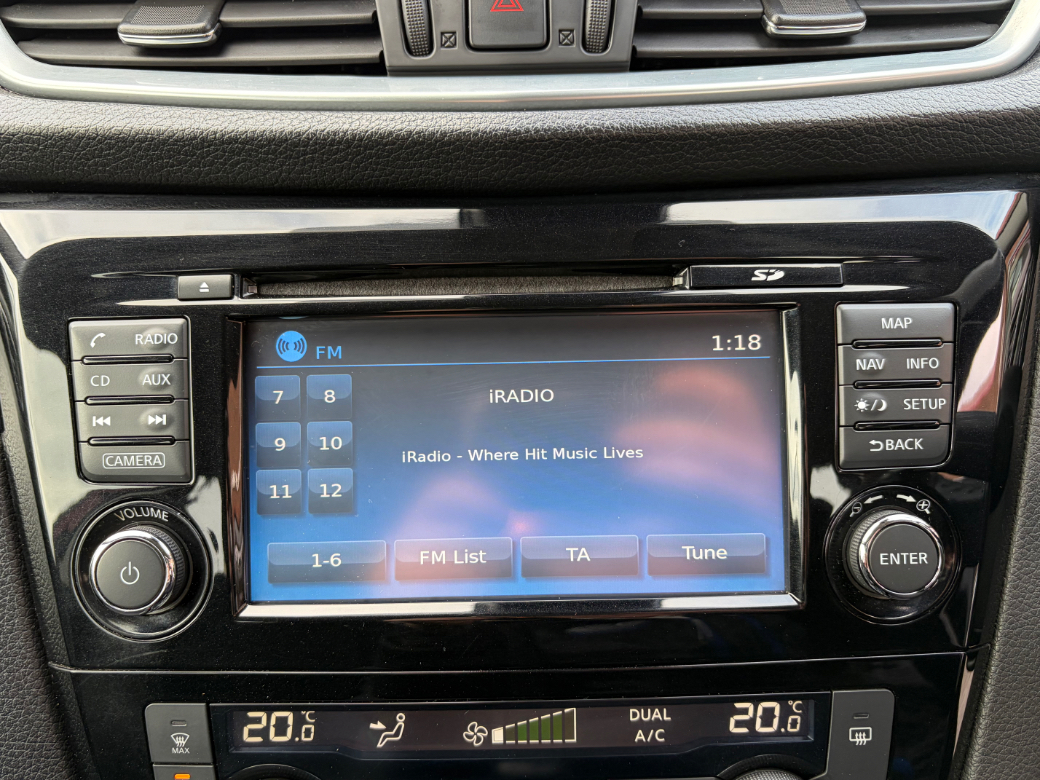 SD
RADIO
CD AUX
CAMERA
VOLUME
FM
1:18
7 8
9 10
11 12
iRADIO
iRadio - Where Hit Music Lives
1-6 FM List TA Tune
MAP
NAV INFO
SETUP
BACK
ENTER
MAX
20.0 °C
DUAL
A/C
20.0 °C